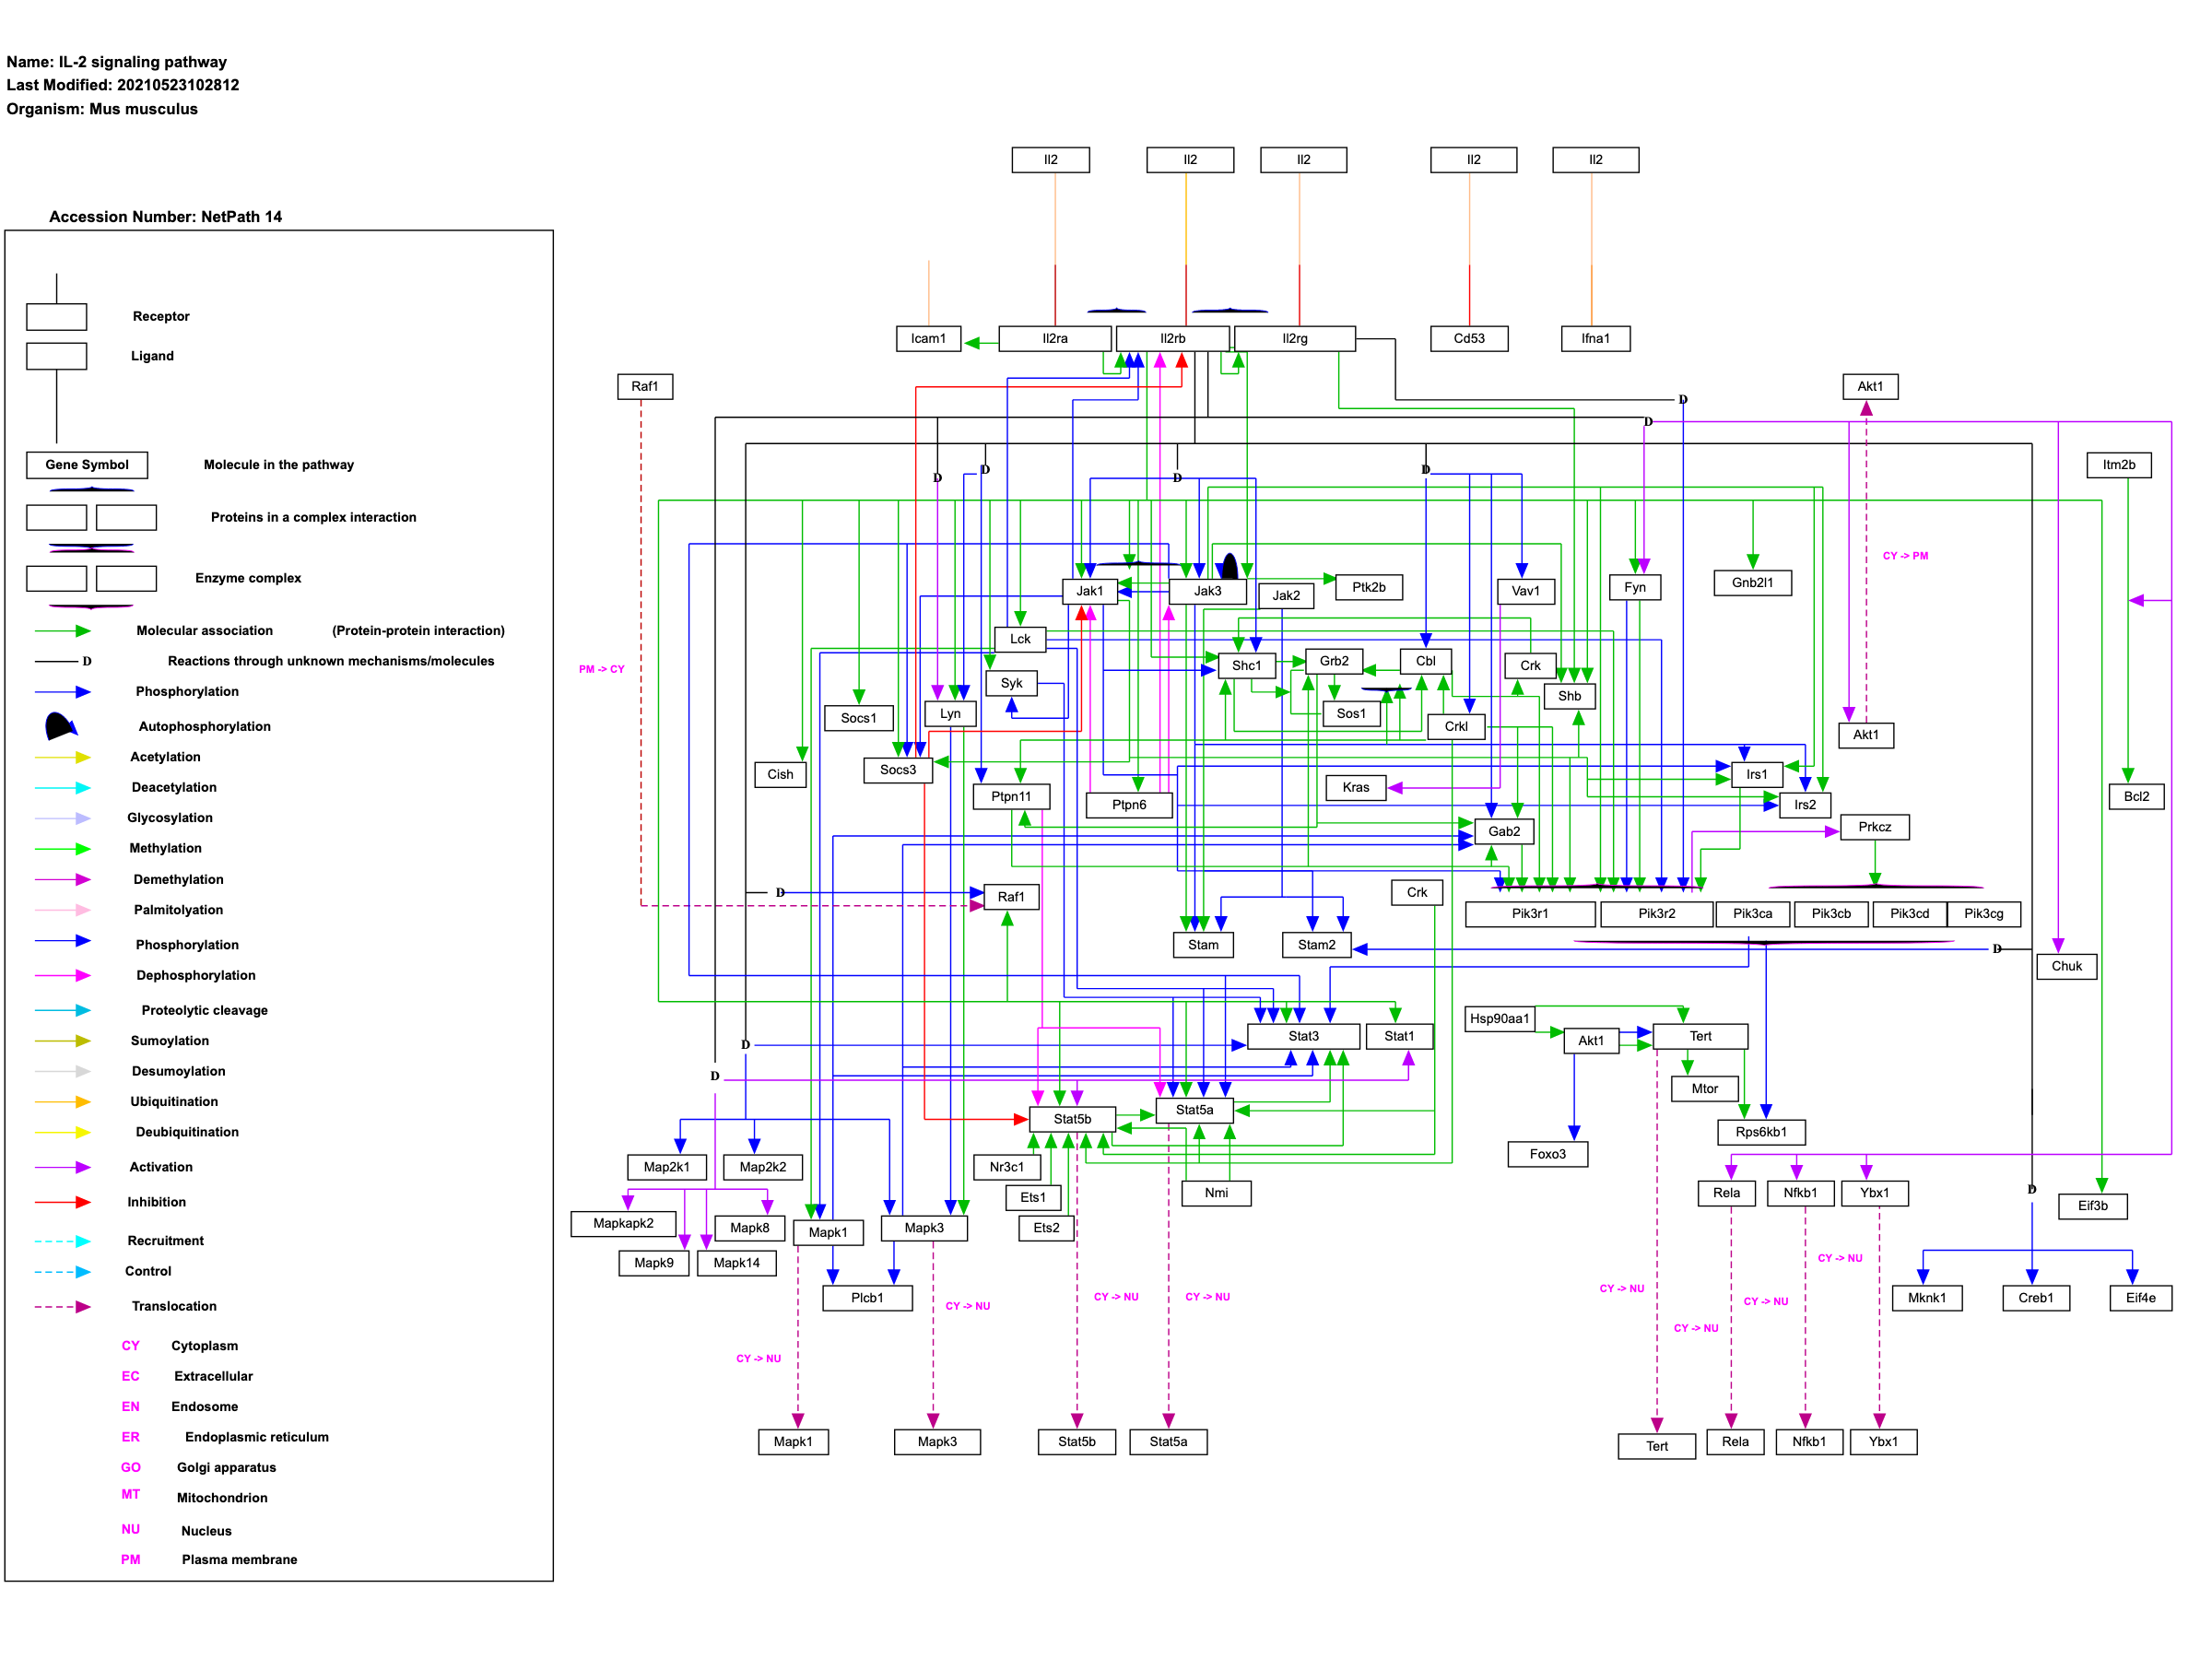 Name: IL-2 signaling pathway
Last Modified: 20210523102812
Organism: Mus musculus
Accession Number: NetPath 14
Receptor
Ligand
Gene Symbol Molecule in the pathway
Proteins in a complex interaction
Enzyme complex
Molecular association (Protein-protein interaction)
D Reactions through unknown mechanisms/molecules
Phosphorylation
Autophosphorylation
Acetylation
Deacetylation
Glycosylation
Methylation
Demethylation
Palmitolyation
Phosphorylation
Dephosphorylation
Proteolytic cleavage
Sumoylation
Desumoylation
Ubiquitination
Deubiquitination
Activation
Inhibition
Recruitment
Control
Translocation
CY Cytoplasm
EC Extracellular
EN Endosome
ER Endoplasmic reticulum
GO Golgi apparatus
MT Mitochondrion
NU Nucleus
PM Plasma membrane
Il2 Il2 Il2 Il2 Il2
Icam1 Il2ra Il2rb Il2rg Cd53 Ifna1
Raf1 Akt1
D
D
Itm2b
D D D D
CY -> PM
Jak1 Jak3 Jak2 Ptk2b Vav1 Fyn Gnb2l1
Lck
PM -> CY
Shc1 Grb2 Cbl Crk
Syk Shb
Socs1 Lyn Sos1 Crkl Akt1
Cish Socs3 Irs1
Ptpn11 Ptpn6 Kras Irs2 Bcl2
Gab2 Prkcz
D Raf1 Crk
Pik3r1 Pik3r2 Pik3ca Pik3cb Pik3cd Pik3cg
Stam Stam2 D
Chuk
Hsp90aa1
D Stat3 Stat1 Akt1 Tert
D Mtor
Stat5b Stat5a
Rps6kb1
Map2k1 Map2k2 Nr3c1 Foxo3
Ets1 Nmi Rela Nfkb1 Ybx1 D
Eif3b
Mapkapk2 Mapk8 Mapk1 Mapk3 Ets2
Mapk9 Mapk14 CY -> NU
Plcb1 CY -> NU CY -> NU CY -> NU CY -> NU CY -> NU Mknk1 Creb1 Eif4e
CY -> NU
CY -> NU
Mapk1 Mapk3 Stat5b Stat5a Tert Rela Nfkb1 Ybx1